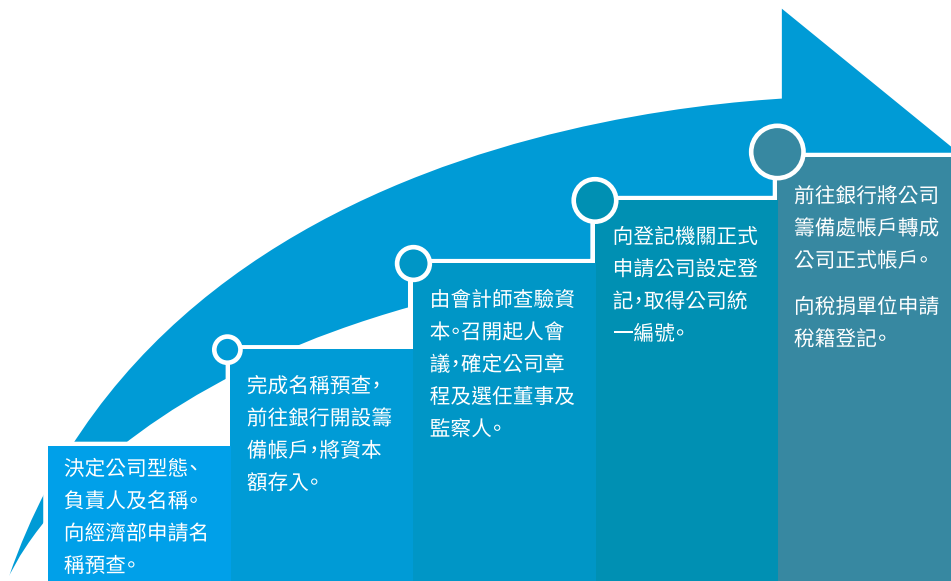 決定公司型態、
負責人及名稱。
向經濟部申請名
稱預查。
完成名稱預查，
前往銀行開設籌
備帳戶，將資本
額存入。
由會計師查驗資
本。召開起人會
議，確定公司章
程及選任董事及
監察人。
向登記機關正式
申請公司設定登
記，取得公司統
一編號。
前往銀行將公司
籌備處帳戶轉成
公司正式帳戶。
向稅捐單位申請
稅籍登記。